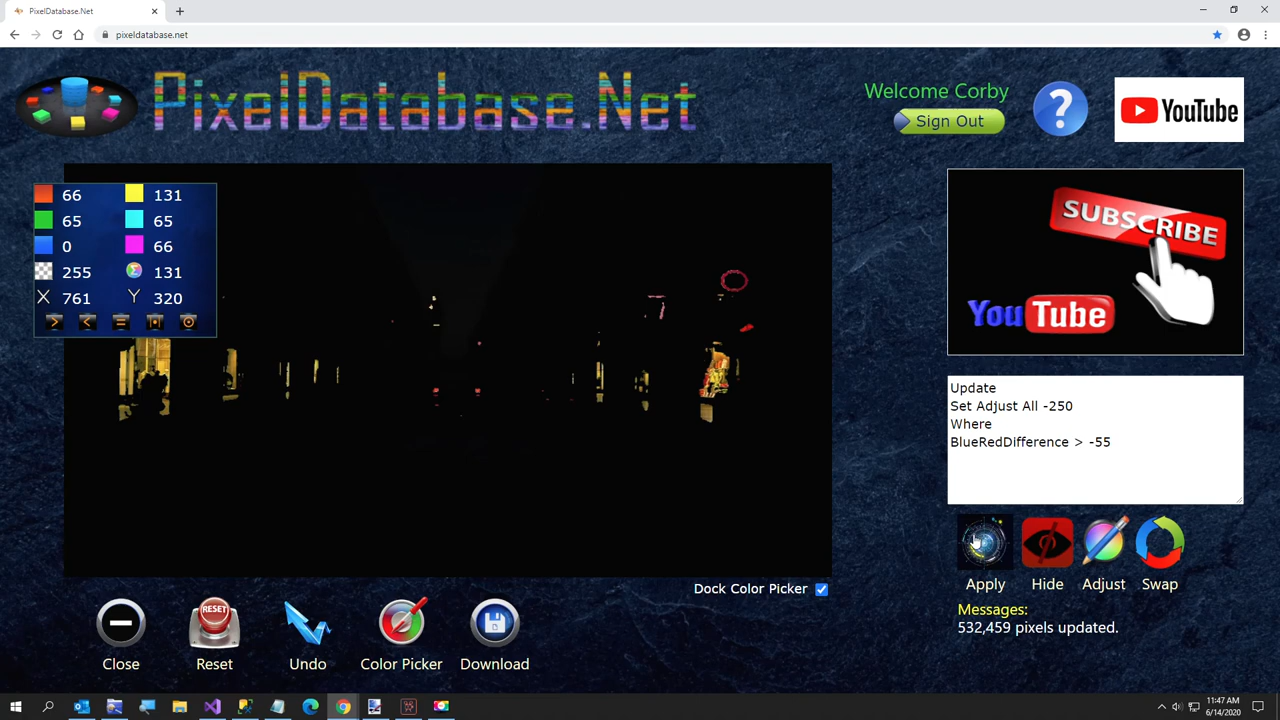 PixelDatabase.Net
pixeldatabase.net
PixelDatabase.Net
Welcome Corby
Sign Out
?
YouTube
66 131
65 65
0 66
255 Σ 131
X 761 Y 320
> < =
SUBSCRIBE
YouTube
Update
Set Adjust All -250
Where
BlueRedDifference > -55
Dock Color Picker
Apply Hide Adjust Swap
Messages:
532,459 pixels updated.
RESET
Close Reset Undo Color Picker Download
11:47 AM
6/14/2020